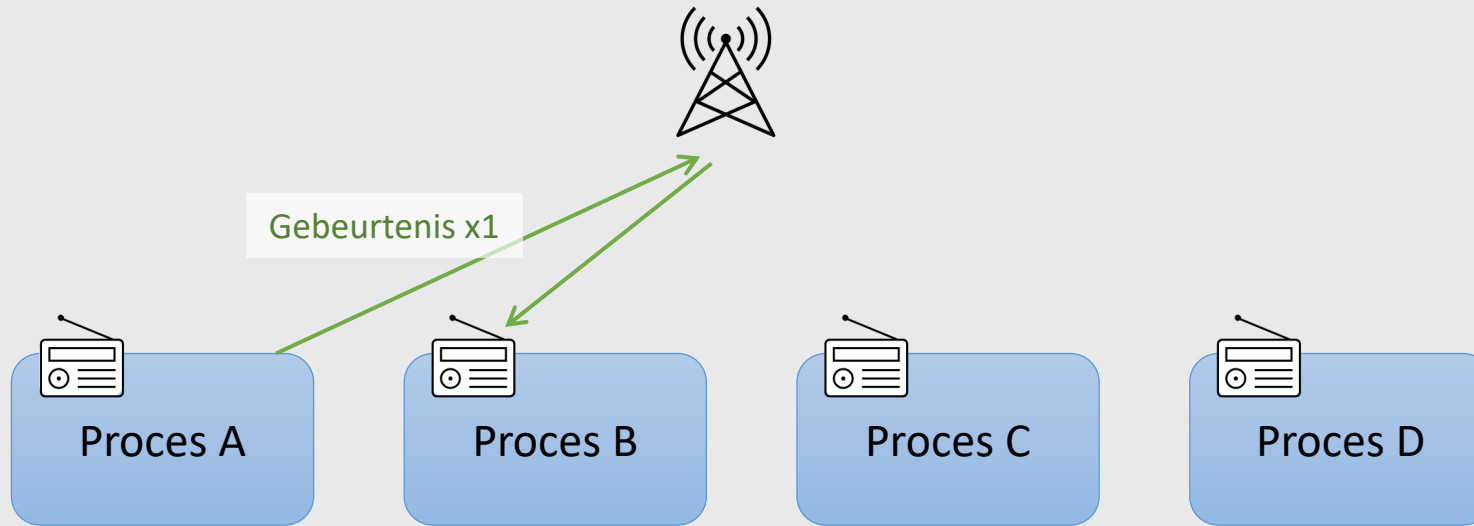 Gebeurtenis x1
Proces A
Proces B
Proces C
Proces D